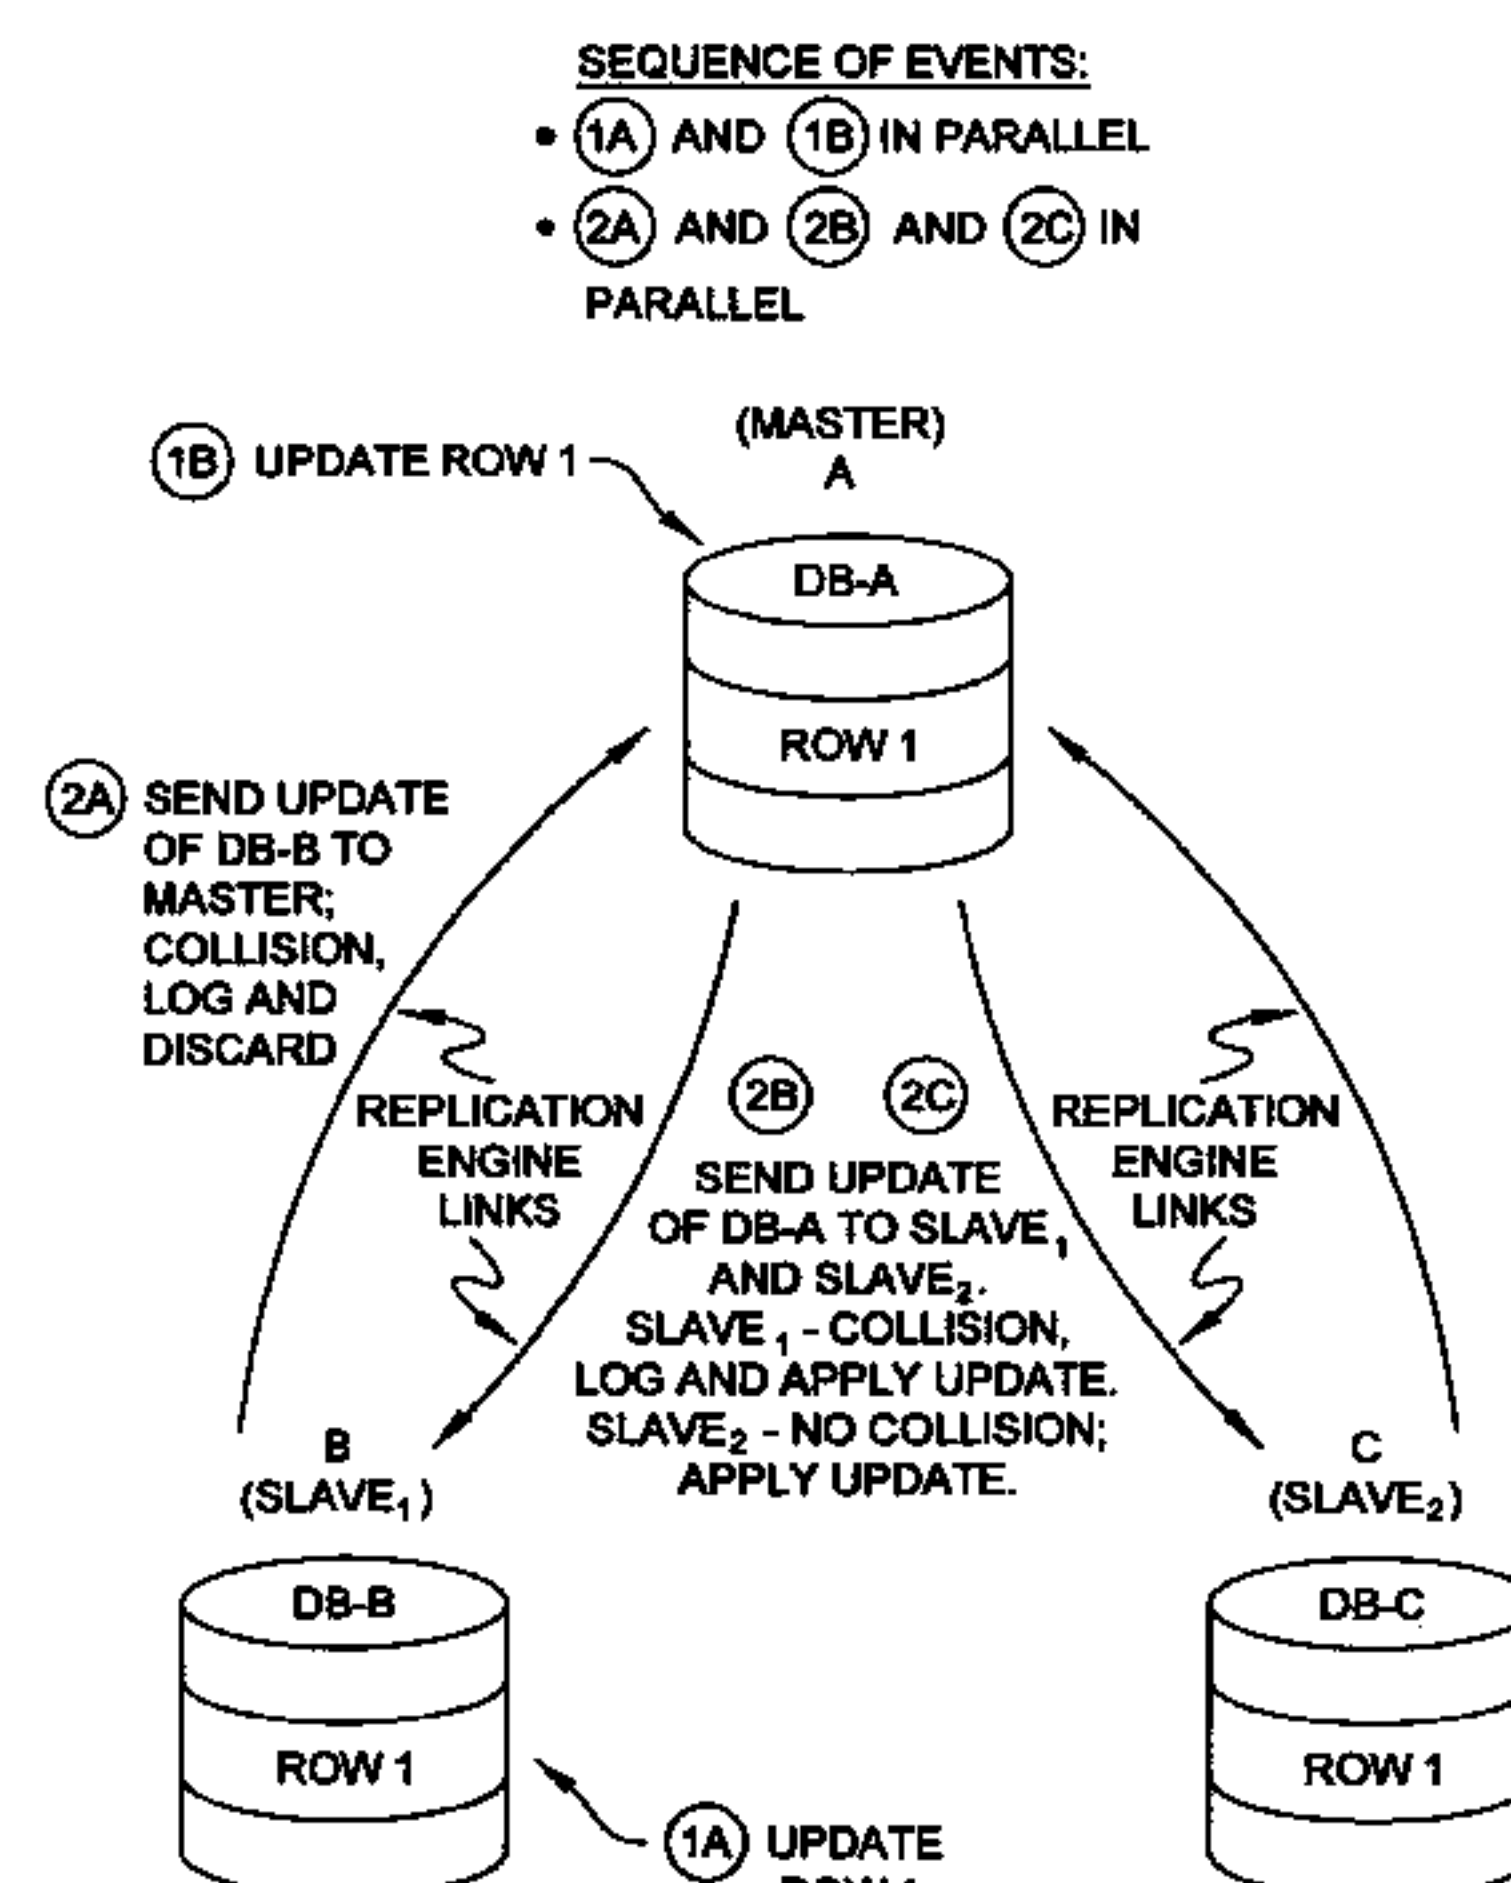 SEQUENCE OF EVENTS:
• 1A AND 1B IN PARALLEL
• 2A AND 2B AND 2C IN
PARALLEL
(MASTER)
A
1B UPDATE ROW 1
DB-A
ROW 1
2A SEND UPDATE
OF DB-B TO
MASTER;
COLLISION,
LOG AND
DISCARD
REPLICATION
ENGINE
LINKS
2B 2C
SEND UPDATE
OF DB-A TO SLAVE₁
AND SLAVE₂.
SLAVE₁ - COLLISION,
LOG AND APPLY UPDATE.
SLAVE₂ - NO COLLISION;
APPLY UPDATE.
REPLICATION
ENGINE
LINKS
B
(SLAVE₁)
C
(SLAVE₂)
DB-B
ROW 1
DB-C
ROW 1
1A UPDATE
ROW 1